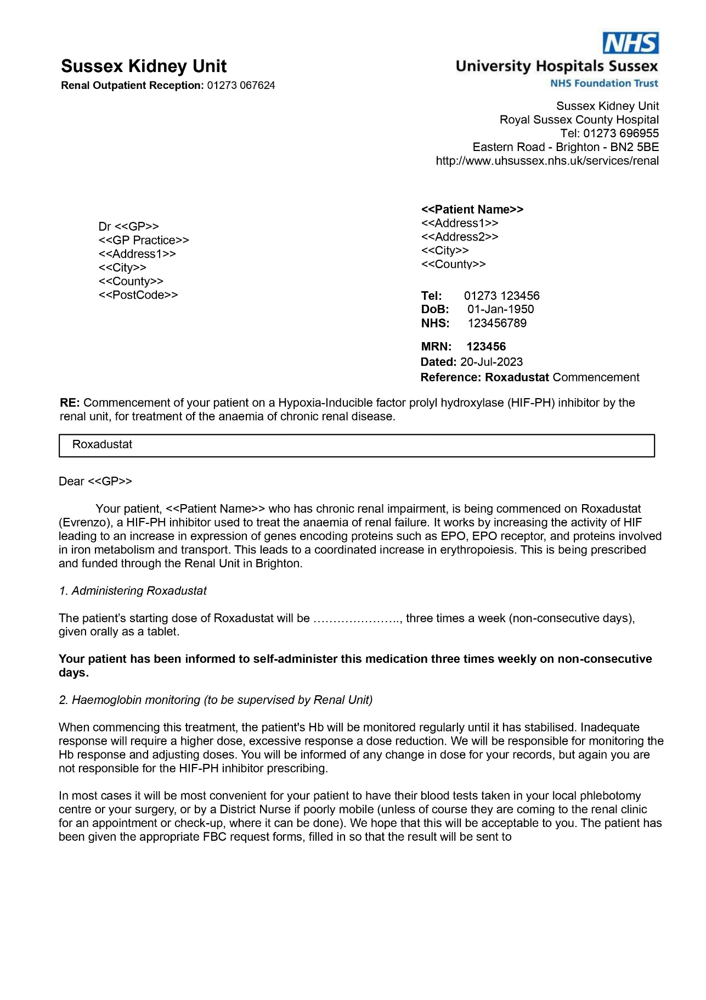 NHS
Sussex Kidney Unit
University Hospitals Sussex
Renal Outpatient Reception: 01273 067624
NHS Foundation Trust
Sussex Kidney Unit
Royal Sussex County Hospital
Tel: 01273 696955
Eastern Road - Brighton - BN2 5BE
http://www.uhsussex.nhs.uk/services/renal
Dr <<GP>>
<<GP Practice>>
<<Address1>>
<<City>>
<<County>>
<<PostCode>>
<<Patient Name>>
<<Address1>>
<<Address2>>
<<City>>
<<County>>
Tel: 01273 123456
DoB: 01-Jan-1950
NHS: 123456789
MRN: 123456
Dated: 20-Jul-2023
Reference: Roxadustat Commencement
RE: Commencement of your patient on a Hypoxia-Inducible factor prolyl hydroxylase (HIF-PH) inhibitor by the
renal unit, for treatment of the anaemia of chronic renal disease.
Roxadustat
Dear <<GP>>
Your patient, <<Patient Name>> who has chronic renal impairment, is being commenced on Roxadustat
(Evrenzo), a HIF-PH inhibitor used to treat the anaemia of renal failure. It works by increasing the activity of HIF
leading to an increase in expression of genes encoding proteins such as EPO, EPO receptor, and proteins involved
in iron metabolism and transport. This leads to a coordinated increase in erythropoiesis. This is being prescribed
and funded through the Renal Unit in Brighton.
1. Administering Roxadustat
The patient’s starting dose of Roxadustat will be …………………., three times a week (non-consecutive days),
given orally as a tablet.
Your patient has been informed to self-administer this medication three times weekly on non-consecutive
days.
2. Haemoglobin monitoring (to be supervised by Renal Unit)
When commencing this treatment, the patient's Hb will be monitored regularly until it has stabilised. Inadequate
response will require a higher dose, excessive response a dose reduction. We will be responsible for monitoring the
Hb response and adjusting doses. You will be informed of any change in dose for your records, but again you are
not responsible for the HIF-PH inhibitor prescribing.
In most cases it will be most convenient for your patient to have their blood tests taken in your local phlebotomy
centre or your surgery, or by a District Nurse if poorly mobile (unless of course they are coming to the renal clinic
for an appointment or check-up, where it can be done). We hope that this will be acceptable to you. The patient has
been given the appropriate FBC request forms, filled in so that the result will be sent to